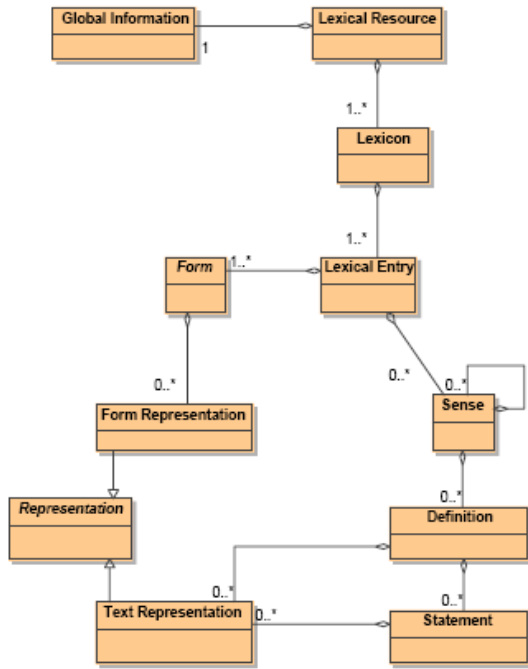 Global Information
Lexical Resource
1
1..*
Lexicon
1..*
Form
1..*
Lexical Entry
0..*
0..*
0..*
Form Representation
Sense
0..*
Representation
Definition
0..*
0..*
Text Representation
0..*
Statement